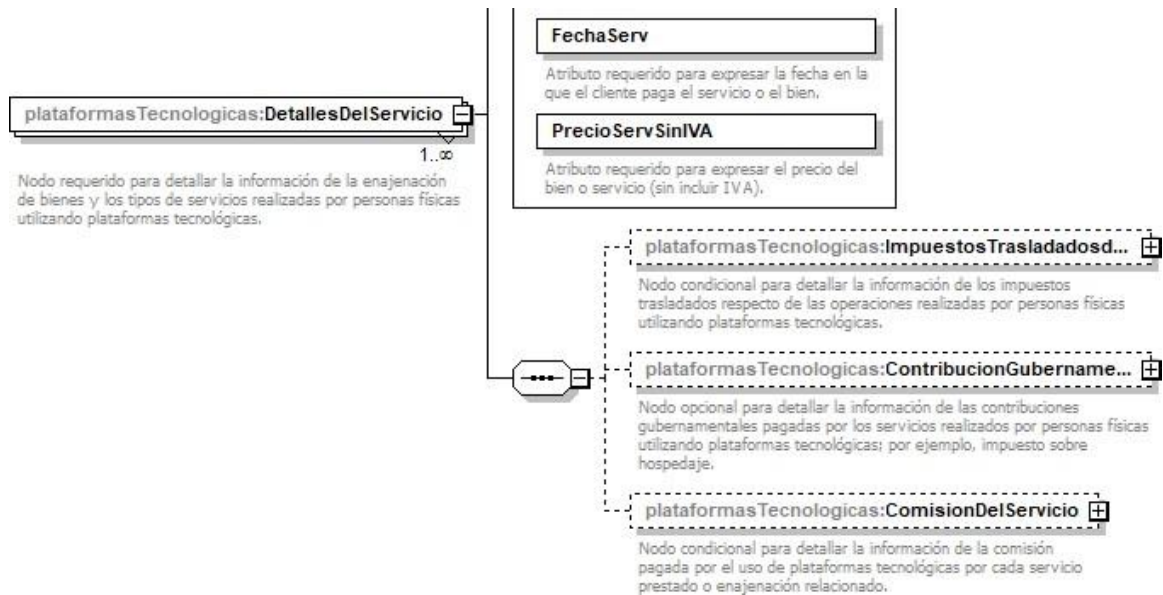 FechaServ
Atributo requerido para expresar la fecha en la
que el cliente paga el servicio o el bien.
plataformasTecnologicas:DetallesDelServicio
1..∞
Nodo requerido para detallar la información de la enajenación
de bienes y los tipos de servicios realizadas por personas físicas
utilizando plataformas tecnológicas.
PrecioServSinIVA
Atributo requerido para expresar el precio del
bien o servicio (sin incluir IVA).
plataformasTecnologicas:ImpuestosTrasladadosd...
Nodo condicional para detallar la información de los impuestos
trasladados respecto de las operaciones realizadas por personas físicas
utilizando plataformas tecnológicas.
plataformasTecnologicas:ContribucionGubername...
Nodo opcional para detallar la información de las contribuciones
gubernamentales pagadas por los servicios realizados por personas físicas
utilizando plataformas tecnológicas; por ejemplo, impuesto sobre
hospedaje.
plataformasTecnologicas:ComisionDelServicio
Nodo condicional para detallar la información de la comisión
pagada por el uso de plataformas tecnológicas por cada servicio
prestado o enajenación relacionado.